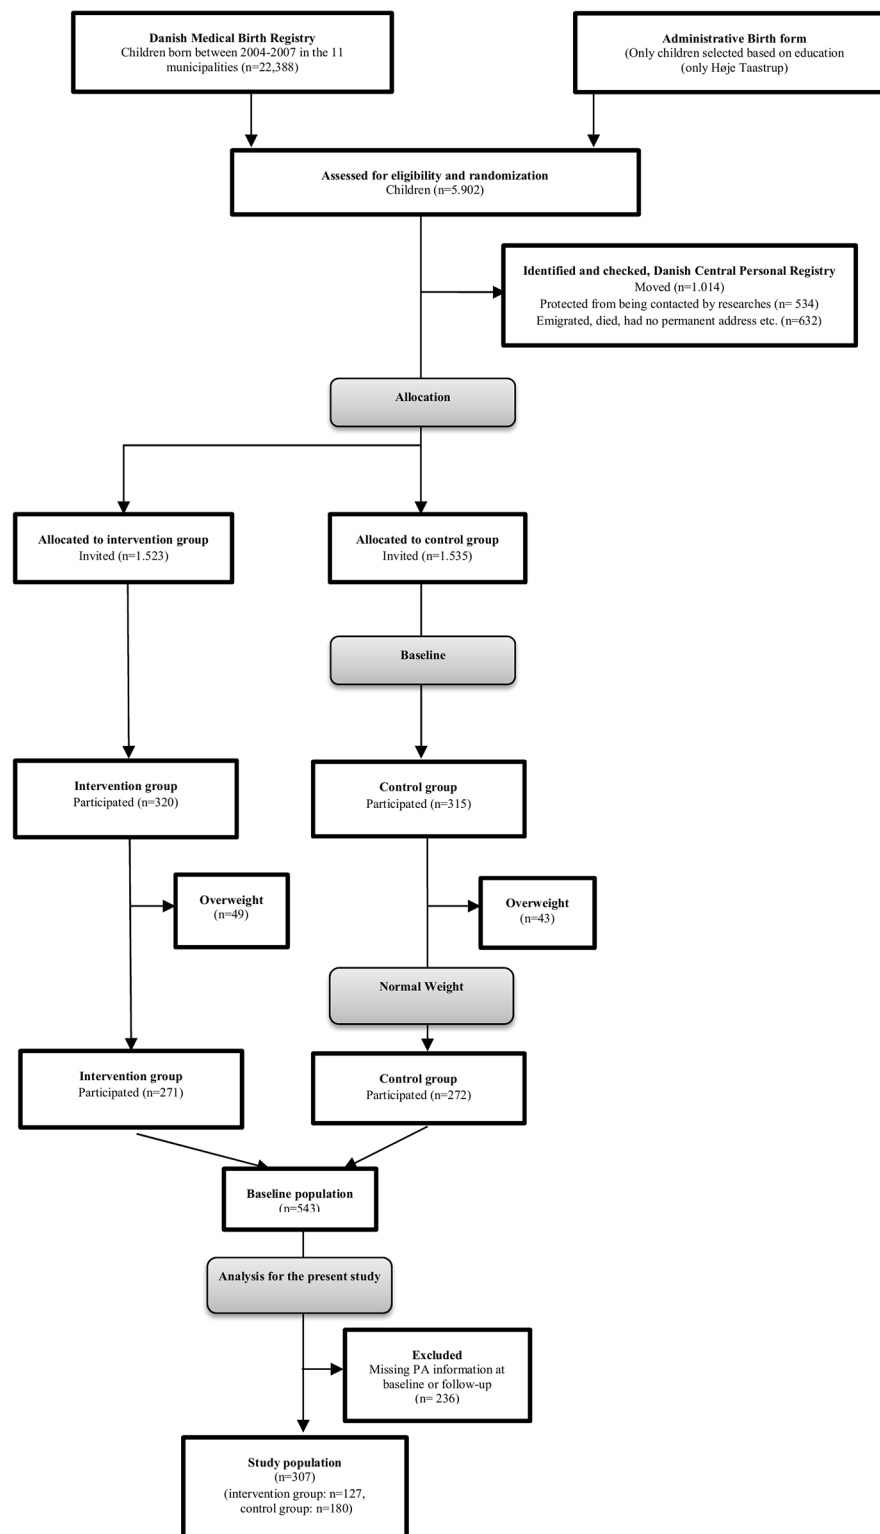 Danish Medical Birth Registry
Children born between 2004-2007 in the 11
municipalities (n=22,388)
Administrative Birth form
(Only children selected based on education
(only Høje Taastrup)
Assessed for eligibility and randomization
Children (n=5.902)
Identified and checked, Danish Central Personal Registry
Moved (n=1.014)
Protected from being contacted by researches (n= 534)
Emigrated, died, had no permanent address etc. (n=632)
Allocation
Allocated to intervention group
Invited (n=1.523)
Allocated to control group
Invited (n=1.535)
Baseline
Intervention group
Participated (n=320)
Control group
Participated (n=315)
Overweight
(n=49)
Overweight
(n=43)
Normal Weight
Intervention group
Participated (n=271)
Control group
Participated (n=272)
Baseline population
(n=543)
Analysis for the present study
Excluded
Missing PA information at
baseline or follow-up
(n= 236)
Study population
(n=307)
(intervention group: n=127,
control group: n=180)